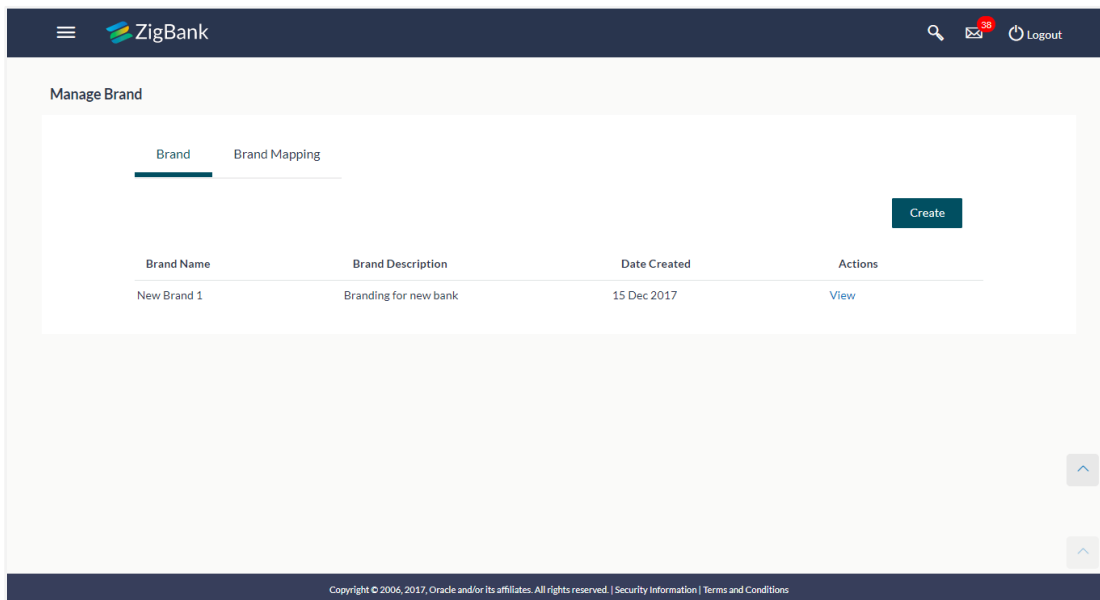 ZigBank
38
Logout
Manage Brand
Brand Brand Mapping
Create
Brand Name Brand Description Date Created Actions
New Brand 1 Branding for new bank 15 Dec 2017 View
Copyright © 2006, 2017, Oracle and/or its affiliates. All rights reserved. | Security Information | Terms and Conditions